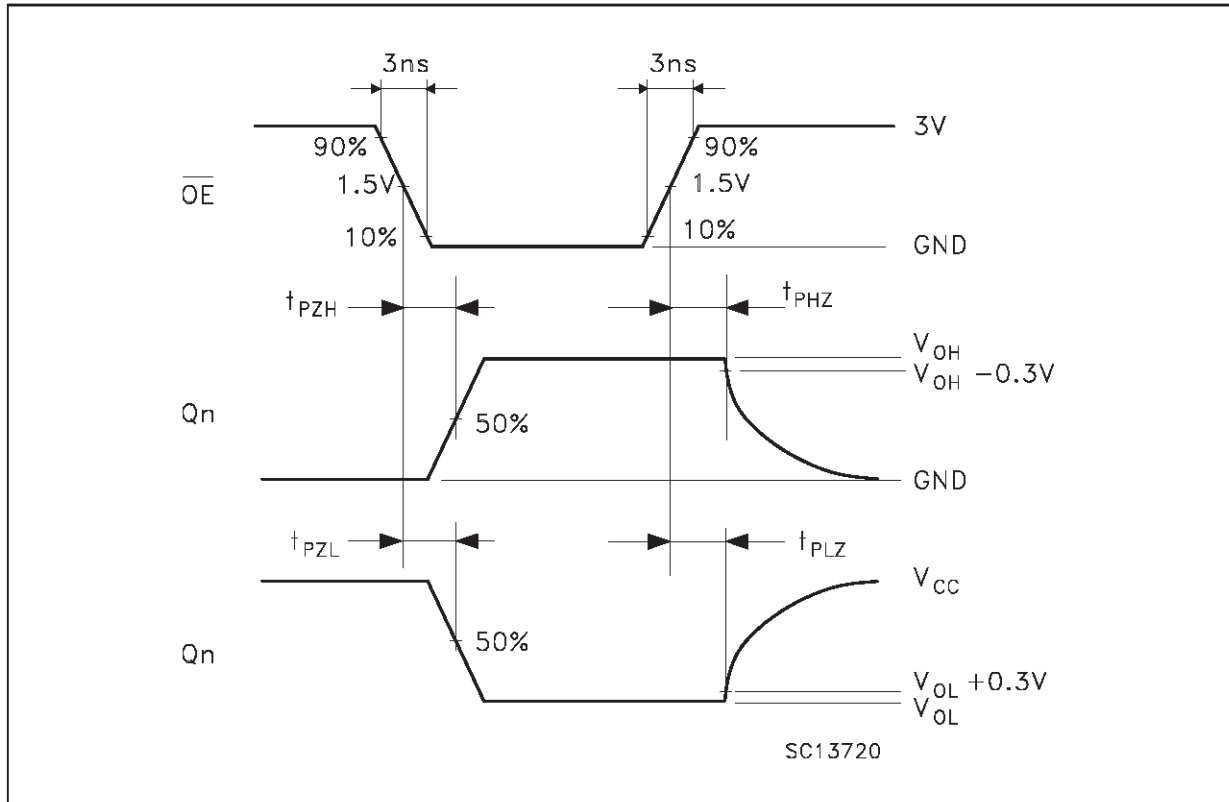 3ns 3ns
3V
90% 90%
O̅E̅ 1.5V 1.5V
10% 10%
GND
tPZH tPHZ
VOH
VOH −0.3V
Qn 50%
GND
tPZL tPLZ
VCC
50%
Qn
VOL +0.3V
VOL
SC13720